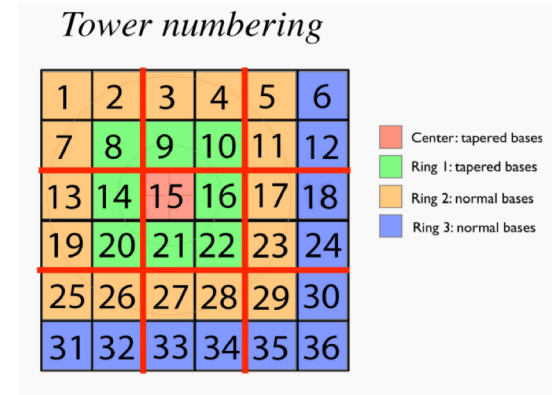 Tower numbering
1 2 3 4 5 6
7 8 9 10 11 12
13 14 15 16 17 18
19 20 21 22 23 24
25 26 27 28 29 30
31 32 33 34 35 36
Center: tapered bases
Ring 1: tapered bases
Ring 2: normal bases
Ring 3: normal bases